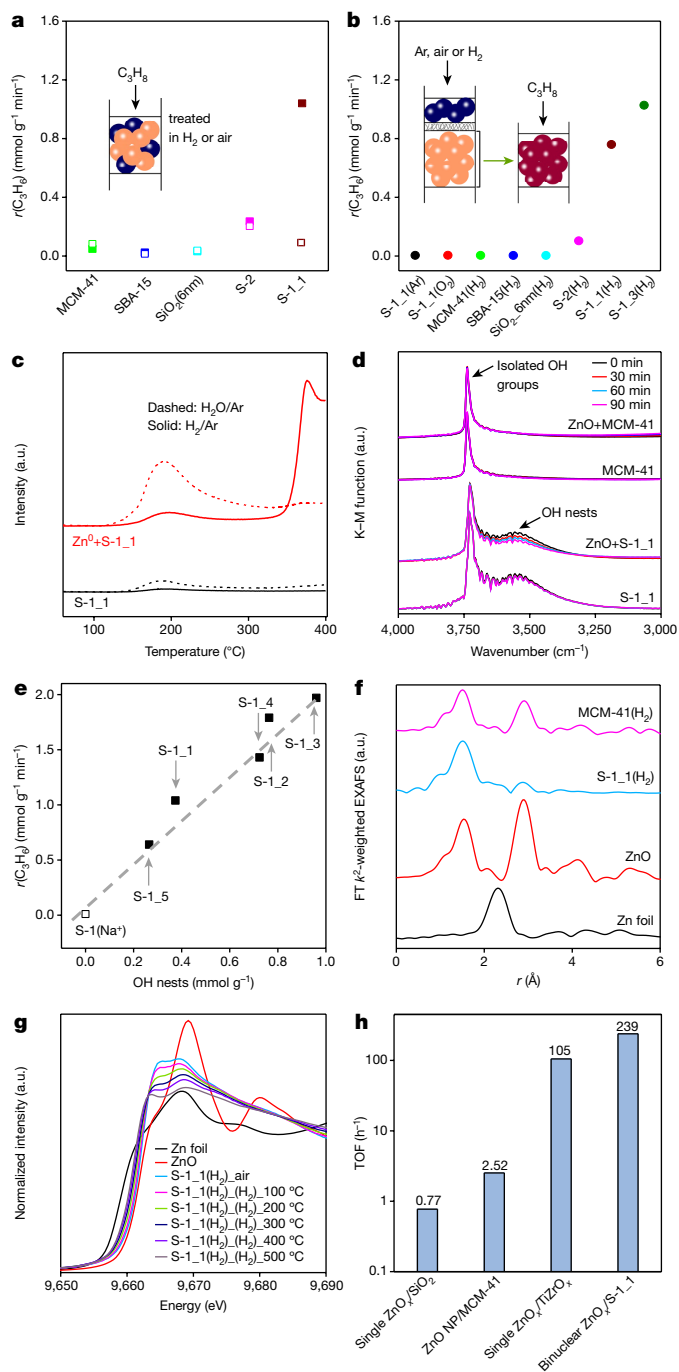 a
r(C3H6) (mmol g⁻¹ min⁻¹)
1.6
1.2
0.8
0.4
0.0
C3H8
treated
in H2 or air
MCM-41
SBA-15
SiO2(6nm)
S-2
S-1_1
b
r(C3H6) (mmol g⁻¹ min⁻¹)
1.6
1.2
0.8
0.4
0.0
Ar, air or H2
C3H8
S-1_1(Ar)
S-1_1(O2)
MCM-41(H2)
SBA-15(H2)
SiO2_6nm(H2)
S-2(H2)
S-1_1(H2)
S-1_3(H2)
c
Intensity (a.u.)
Dashed: H2O/Ar
Solid: H2/Ar
Zn⁰+S-1_1
S-1_1
100 200 300 400
Temperature (°C)
d
K–M function (a.u.)
Isolated OH
groups
0 min
30 min
60 min
90 min
ZnO+MCM-41
MCM-41
OH nests
ZnO+S-1_1
S-1_1
4,000 3,750 3,500 3,250 3,000
Wavenumber (cm⁻¹)
e
r(C3H6) (mmol g⁻¹ min⁻¹)
2.0
1.5
1.0
0.5
0.0
S-1_4
S-1_3
S-1_2
S-1_1
S-1_5
S-1(Na⁺)
0.0 0.2 0.4 0.6 0.8 1.0
OH nests (mmol g⁻¹)
f
FT k²-weighted EXAFS (a.u.)
MCM-41(H2)
S-1_1(H2)
ZnO
Zn foil
0 2 4 6
r (Å)
g
Normalized intensity (a.u.)
Zn foil
ZnO
S-1_1(H2)_air
S-1_1(H2)_(H2)_100 ºC
S-1_1(H2)_(H2)_200 ºC
S-1_1(H2)_(H2)_300 ºC
S-1_1(H2)_(H2)_400 ºC
S-1_1(H2)_(H2)_500 ºC
9,650 9,660 9,670 9,680 9,690
Energy (eV)
h
TOF (h⁻¹)
100
10
1
0.1
0.77
2.52
105
239
Single ZnOx/SiO2
ZnO NP/MCM-41
Single ZnOx/TiZrOx
Binuclear ZnOx/S-1_1